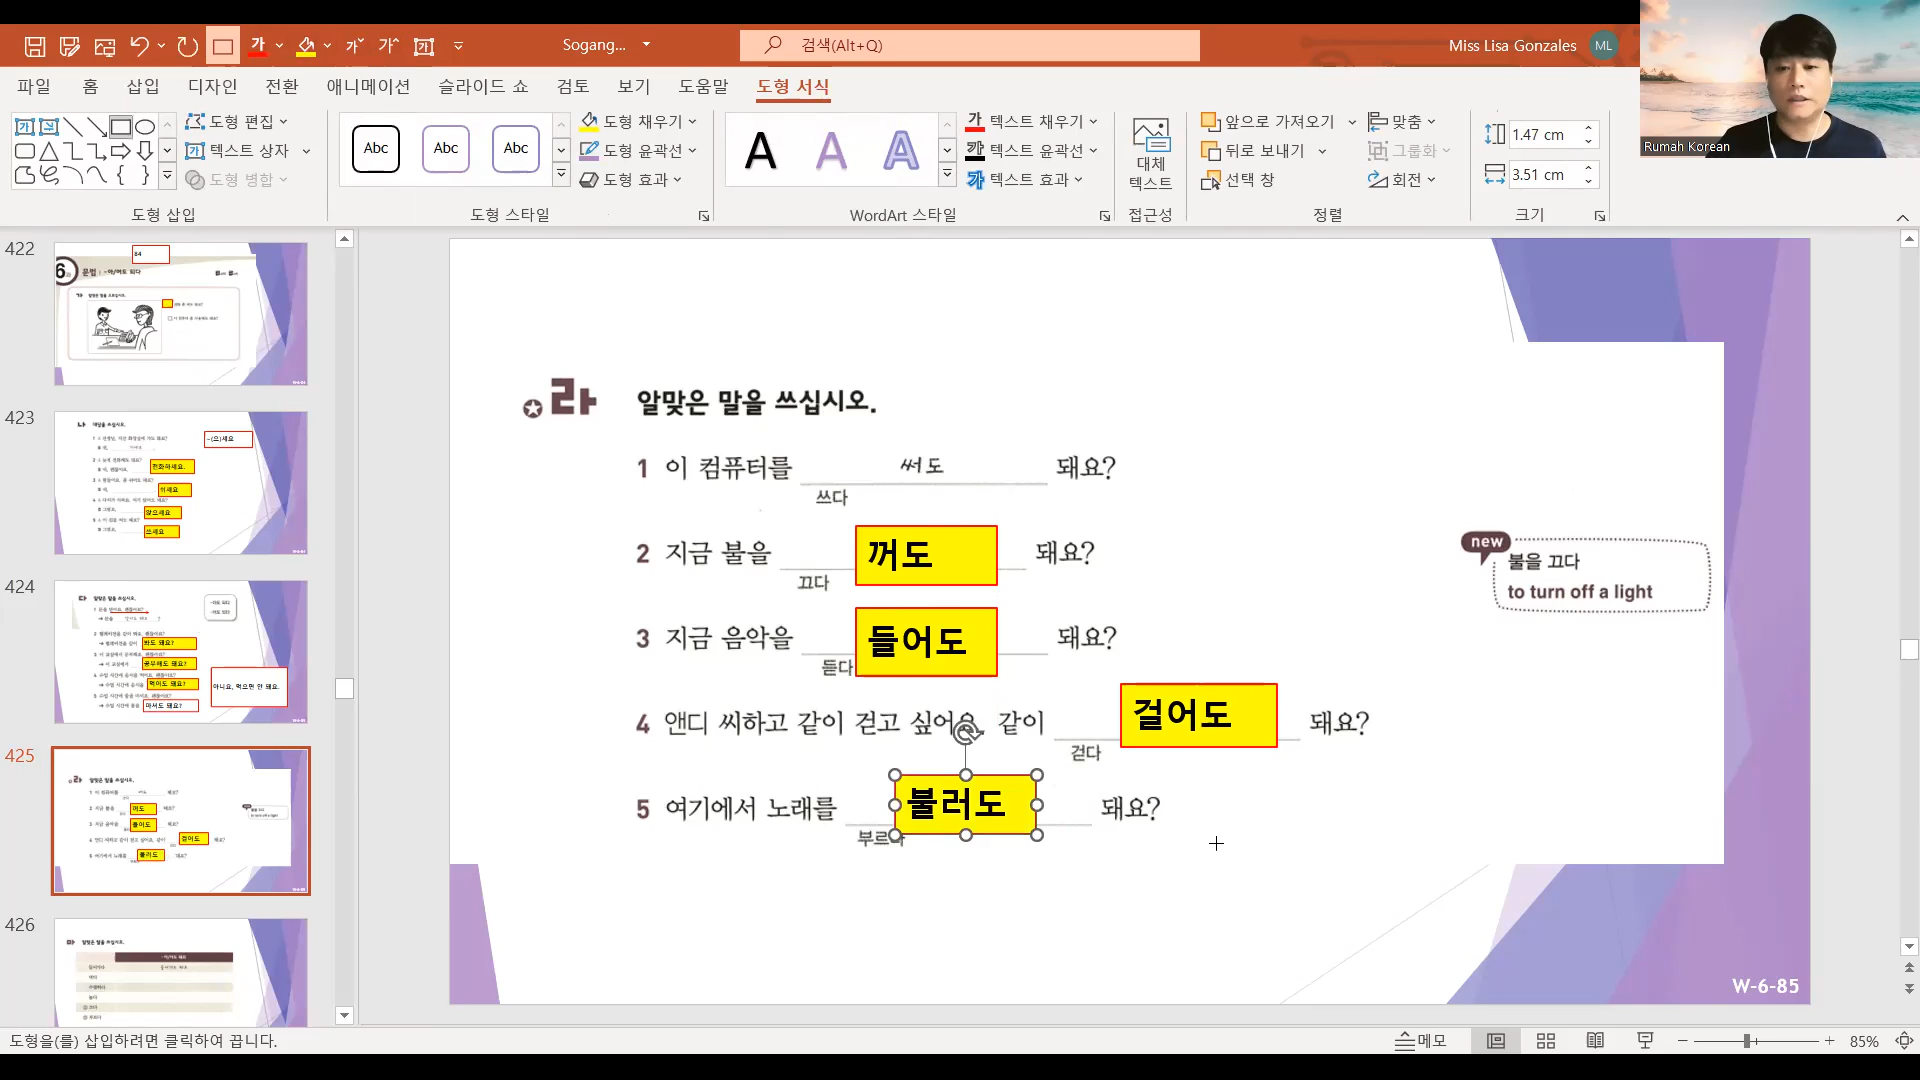 Sogang...
검색(Alt+Q)
Miss Lisa Gonzales
ML
파일 홈 삽입 디자인 전환 애니메이션 슬라이드 쇼 검토 보기 도움말 도형 서식
도형 편집
텍스트 상자
도형 병합
도형 삽입
Abc Abc Abc
도형 채우기
도형 윤곽선
도형 효과
도형 스타일
A A A
텍스트 채우기
텍스트 윤곽선
텍스트 효과
WordArt 스타일
대체
텍스트
접근성
앞으로 가져오기
뒤로 보내기
선택 창
맞춤
그룹화
회전
정렬
1.47 cm
3.51 cm
크기
Rumah Korean
422
423
424
425
426
라 알맞은 말을 쓰십시오.
1 이 컴퓨터를 써도 돼요?
쓰다
2 지금 불을 꺼도 돼요?
끄다
new
불을 끄다
to turn off a light
3 지금 음악을 들어도 돼요?
듣다
4 앤디 씨하고 같이 걷고 싶어요. 같이 걸어도 돼요?
걷다
5 여기에서 노래를 불러도 돼요?
부르다
W-6-85
도형을(를) 삽입하려면 클릭하여 끕니다.
메모
85%